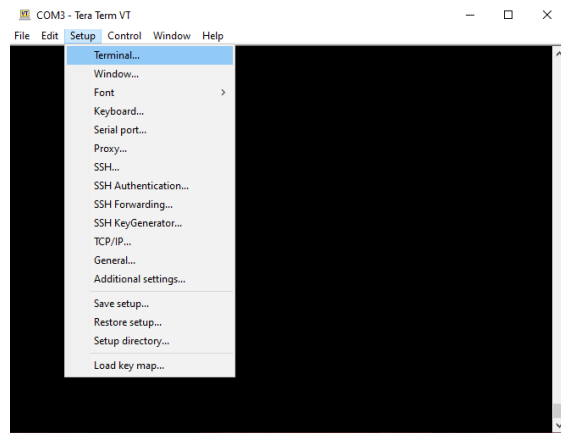 COM3 - Tera Term VT
File Edit Setup Control Window Help
Terminal...
Window...
Font
Keyboard...
Serial port...
Proxy...
SSH...
SSH Authentication...
SSH Forwarding...
SSH KeyGenerator...
TCP/IP...
General...
Additional settings...
Save setup...
Restore setup...
Setup directory...
Load key map...